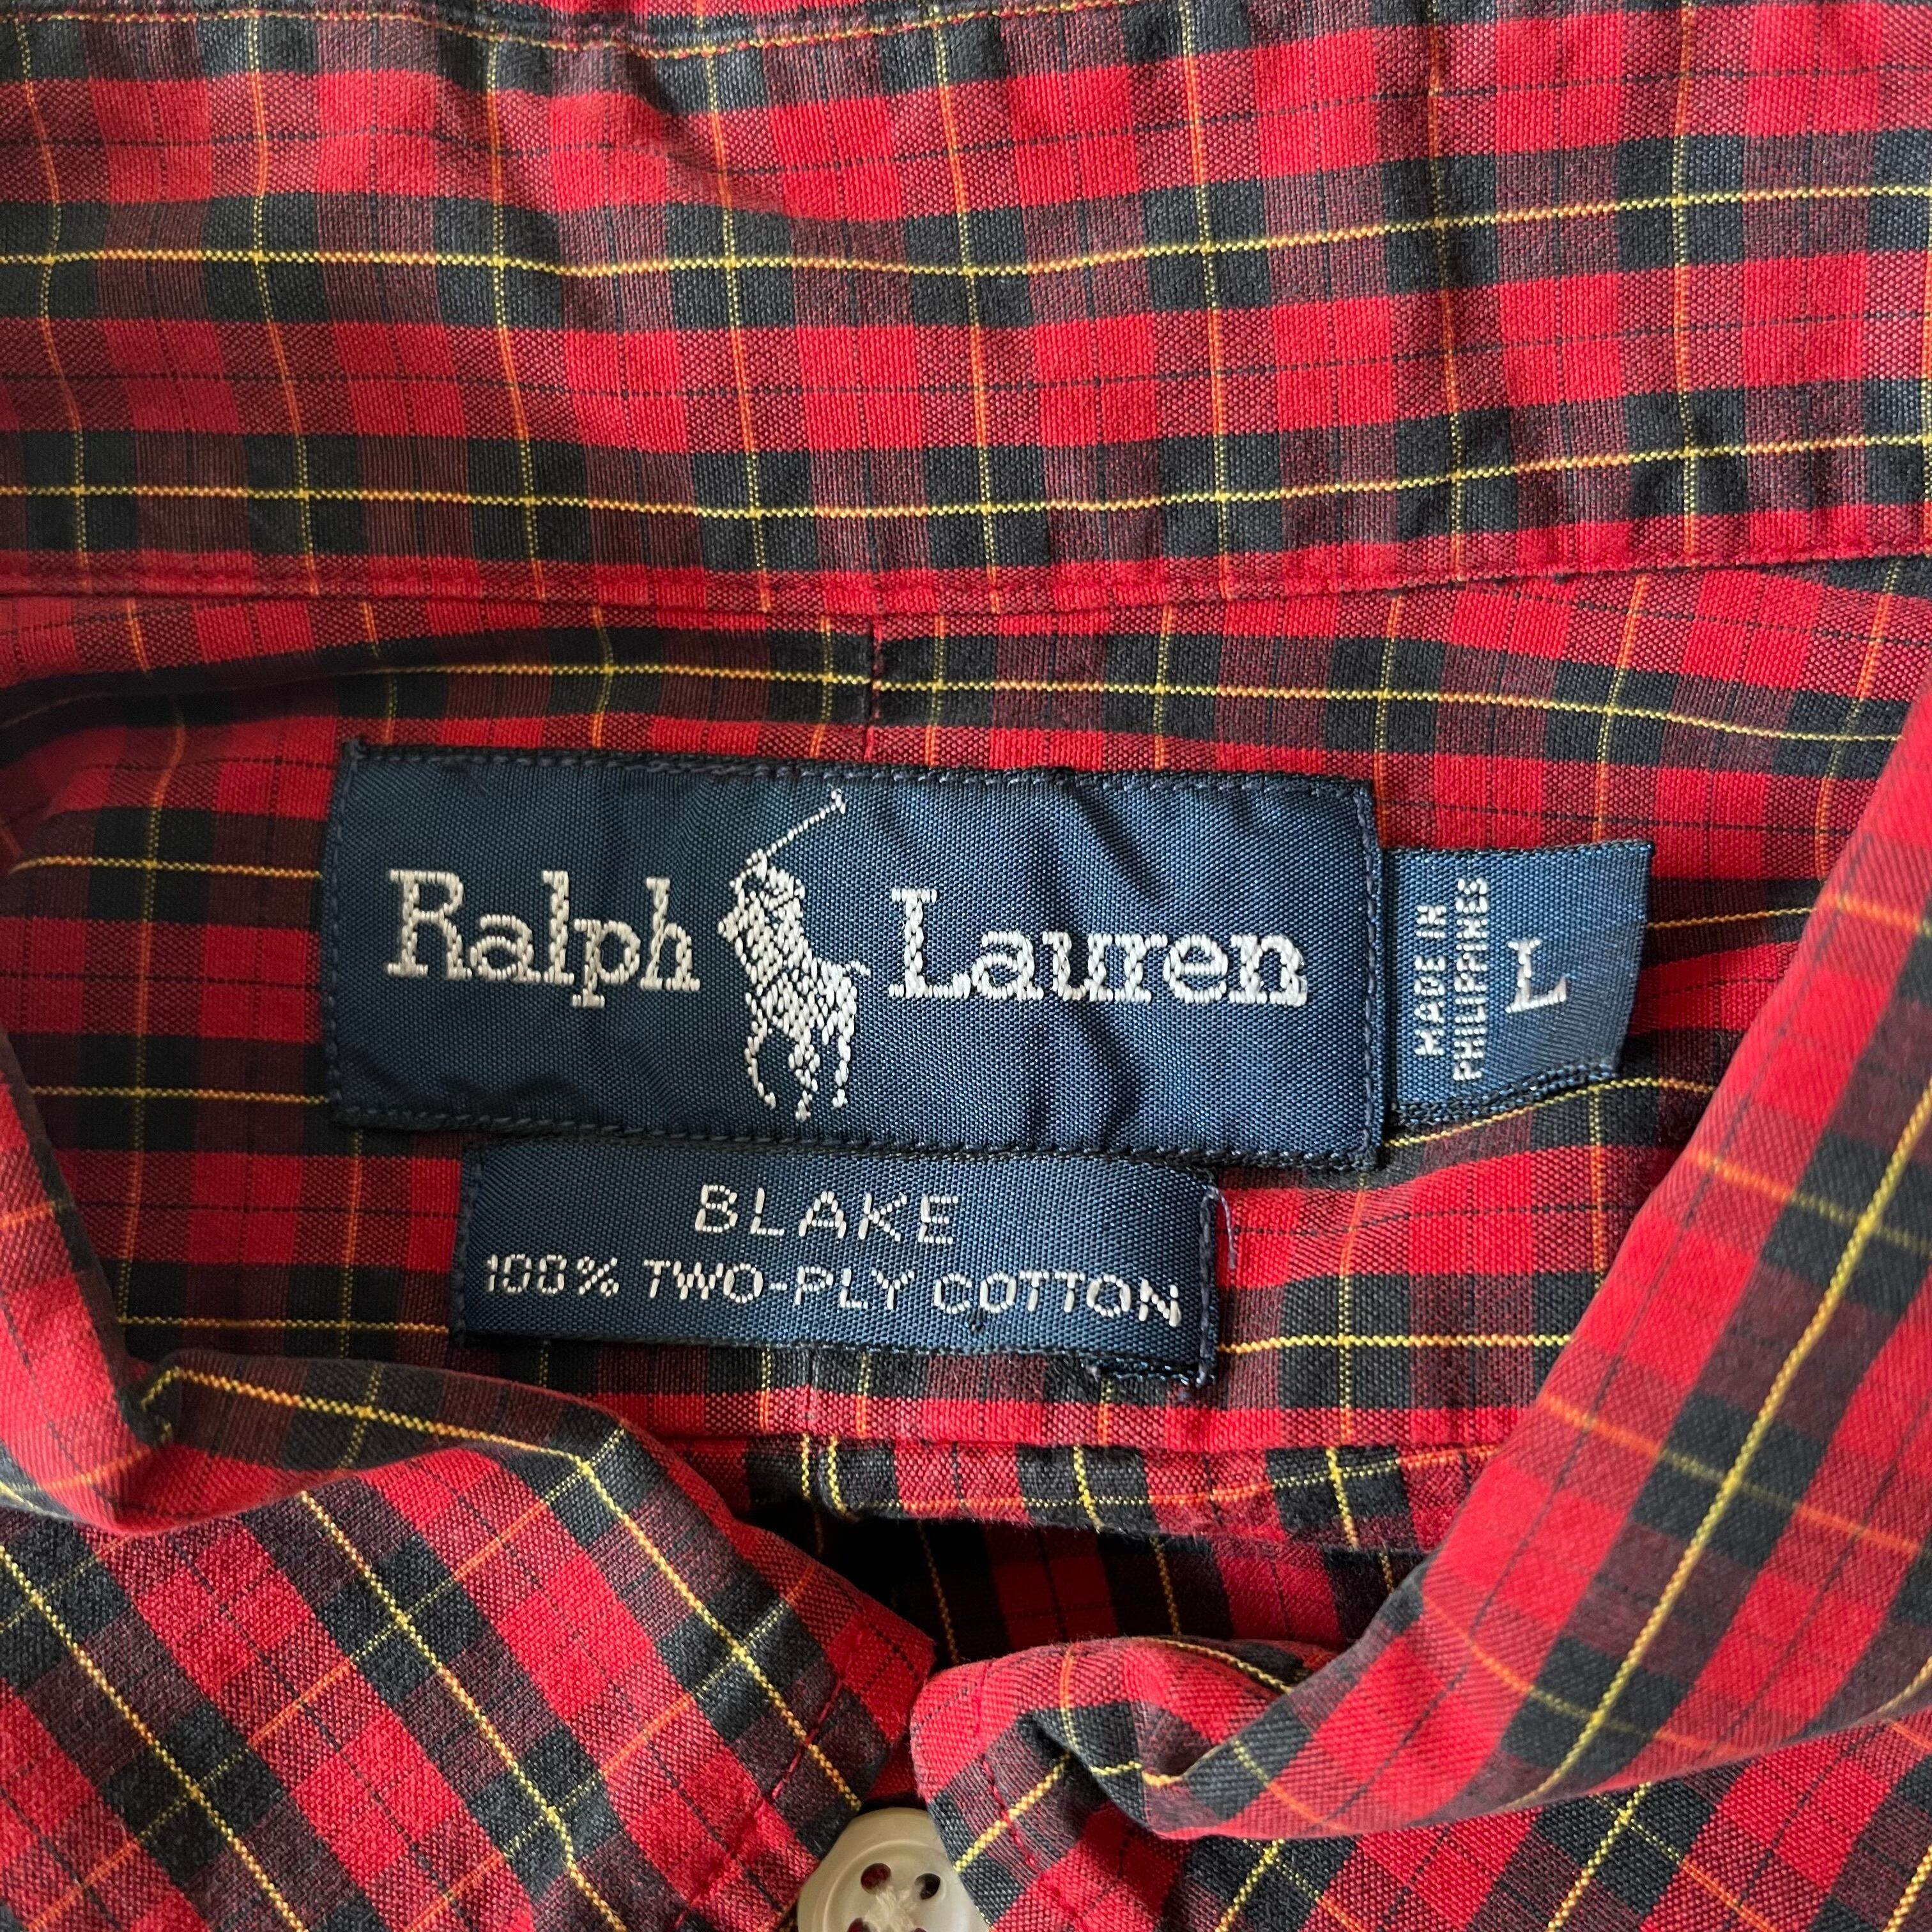 Ralph Lauren
MADE IN
PHILIPPINES
L
BLAKE
100% TWO-PLY COTTON